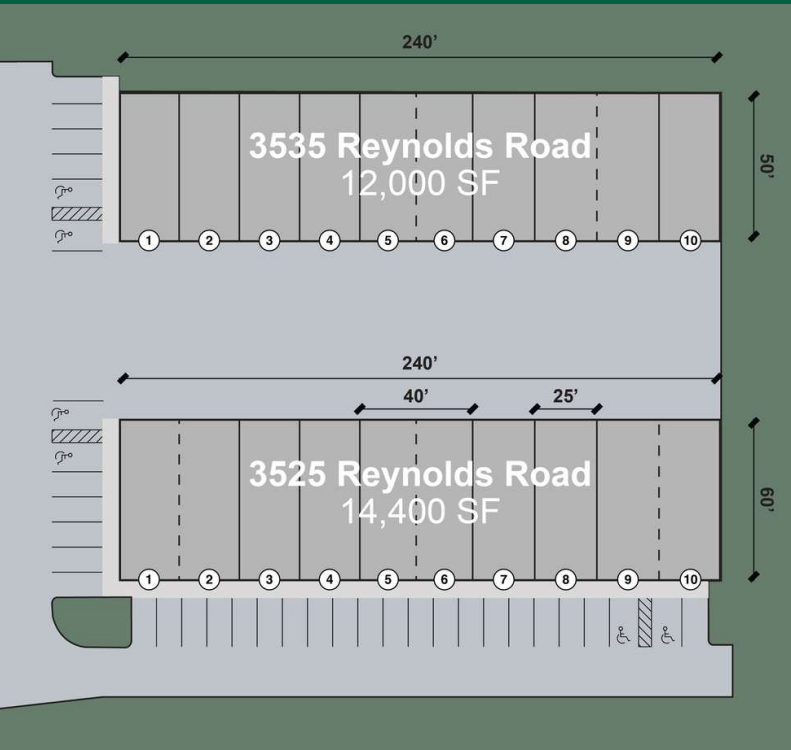 240’
3535 Reynolds Road
12,000 SF
50’
1 2 3 4 5 6 7 8 9 10
240’
40’ 25’
3525 Reynolds Road
14,400 SF
60’
1 2 3 4 5 6 7 8 9 10